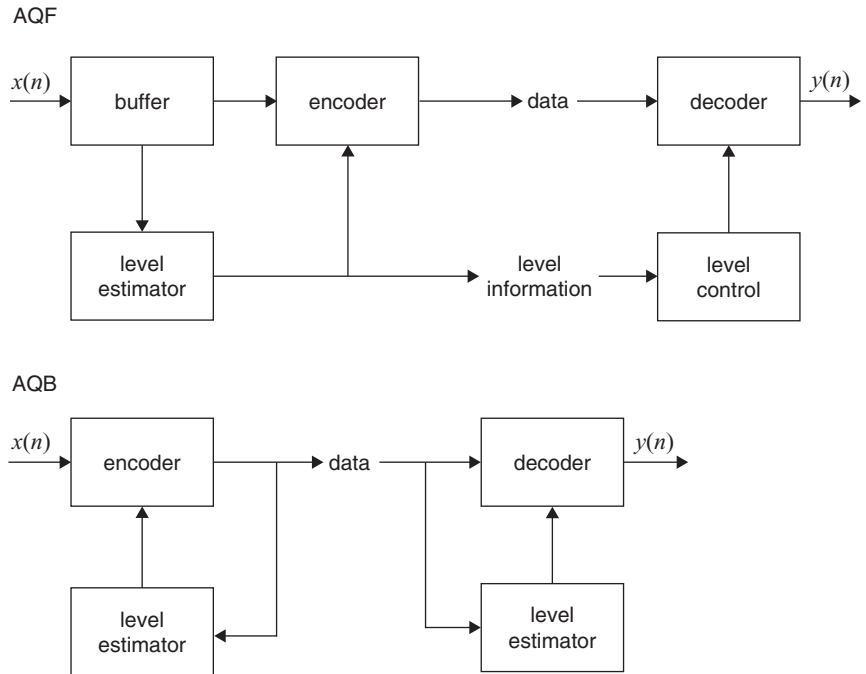 AQF
x(n)
buffer
encoder
data
decoder
y(n)
level
estimator
level
information
level
control
AQB
x(n)
encoder
data
decoder
y(n)
level
estimator
level
estimator